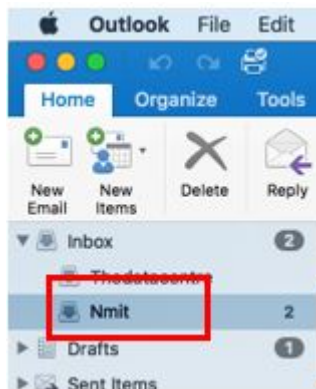 Outlook File Edit
Home Organize Tools
New Email New Items Delete Reply
Inbox 2
Thedatacentre
Nmit 2
Drafts 1
Sent Items